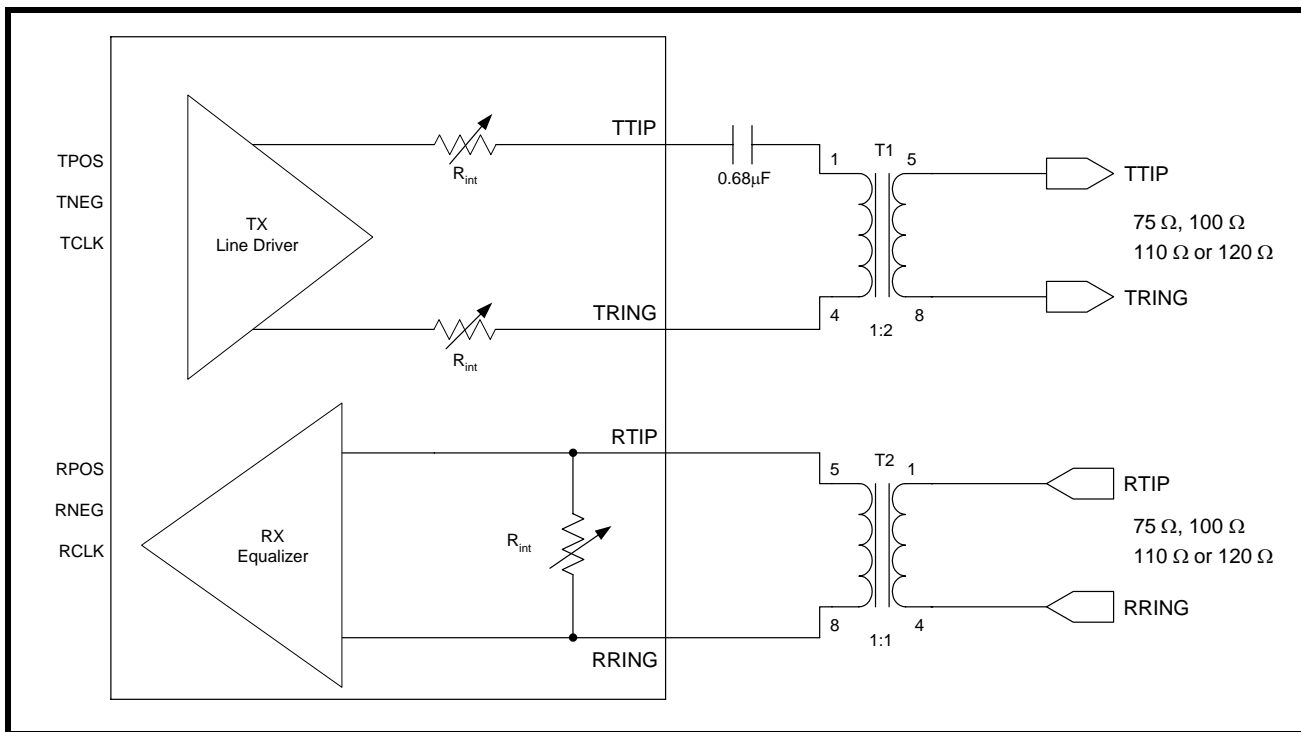 TPOS
TNEG
TCLK
TX
Line Driver
R_int
R_int
TTIP
TRING
0.68μF
1
T1
5
4
8
1:2
TTIP
75 Ω, 100 Ω
110 Ω or 120 Ω
TRING
RPOS
RNEG
RCLK
RX
Equalizer
R_int
RTIP
RRING
5
T2
1
8
4
1:1
RTIP
75 Ω, 100 Ω
110 Ω or 120 Ω
RRING